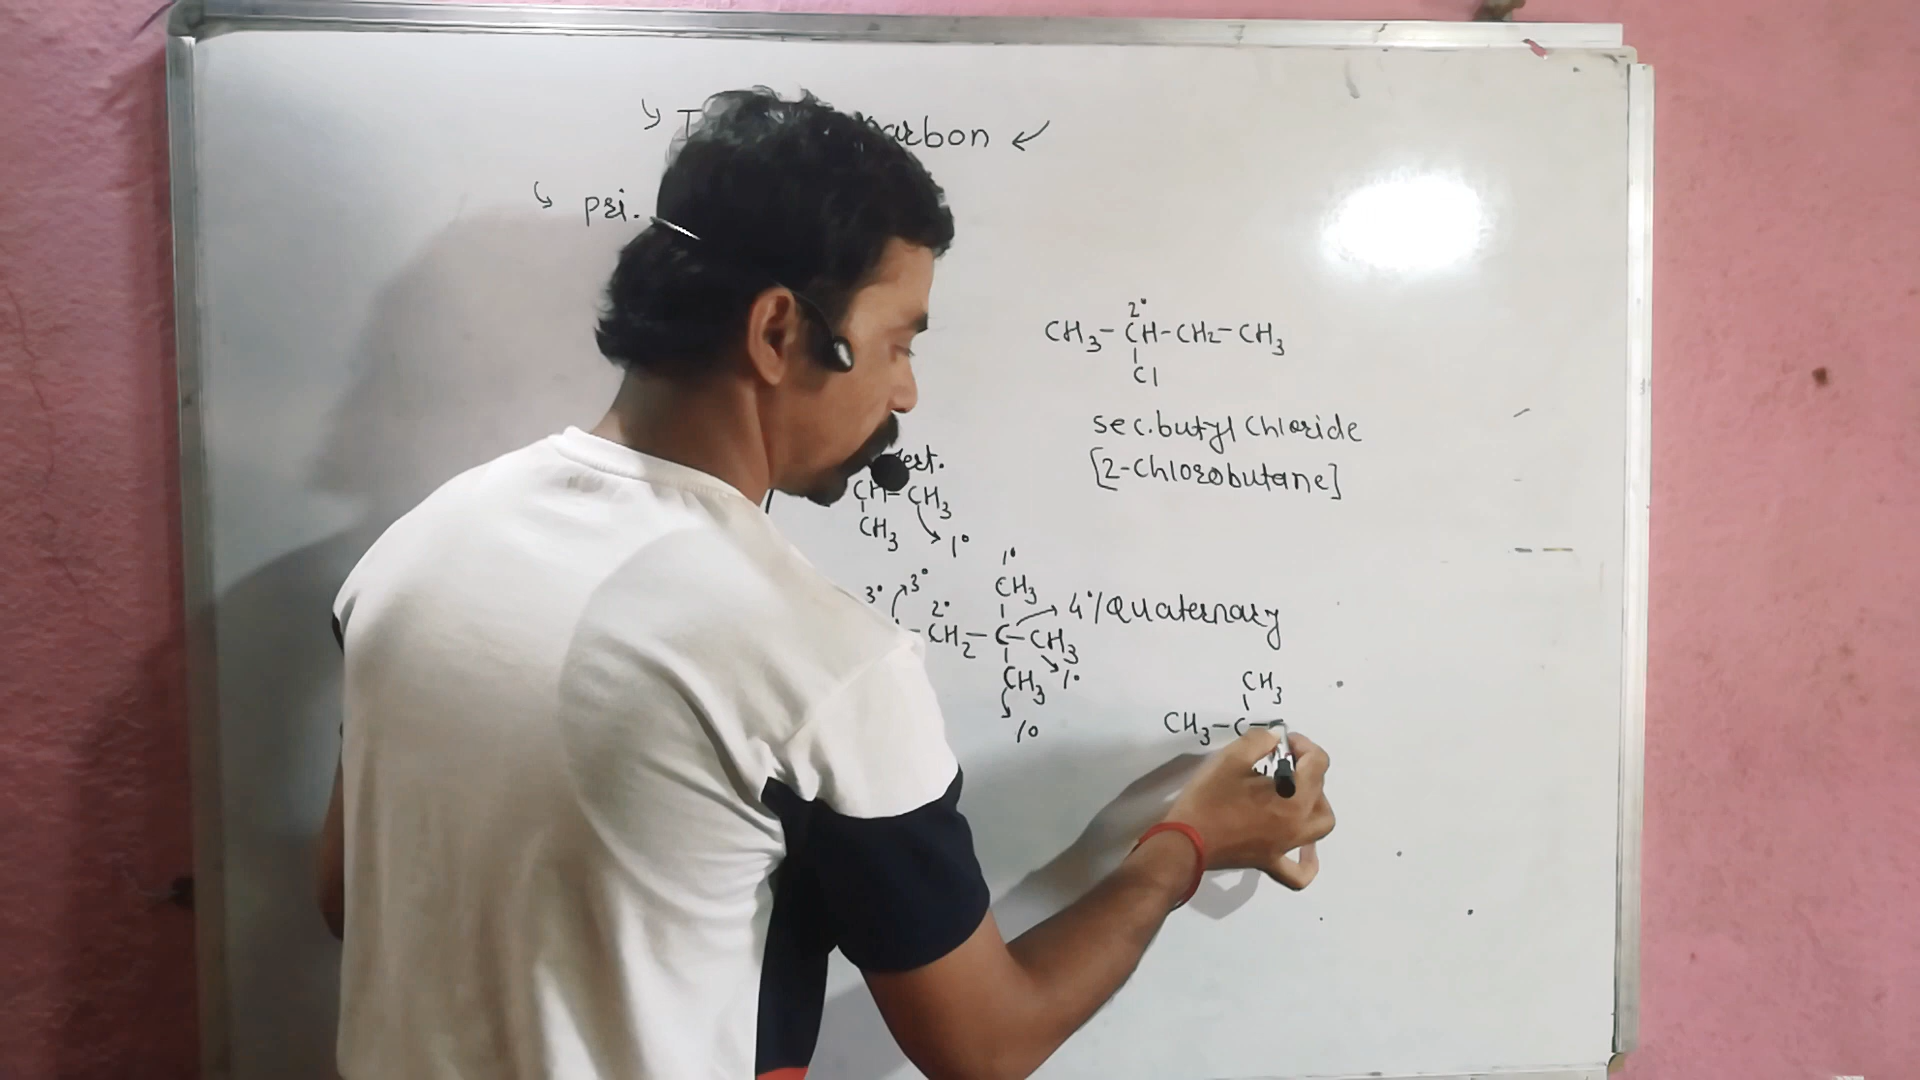 ↳ T carbon ↙
↳ pri.
2°
CH3-CH-CH2-CH3
|
Cl
sec.butyl Chloride
[2-Chlorobutane]
tert.
CH-CH3
|
CH3 → 1°
1°
CH3
3° 3° 2° | → 4°/Quaternary
-CH2-C-CH3
|
CH3 → 1°
1°
CH3
|
CH3-C-